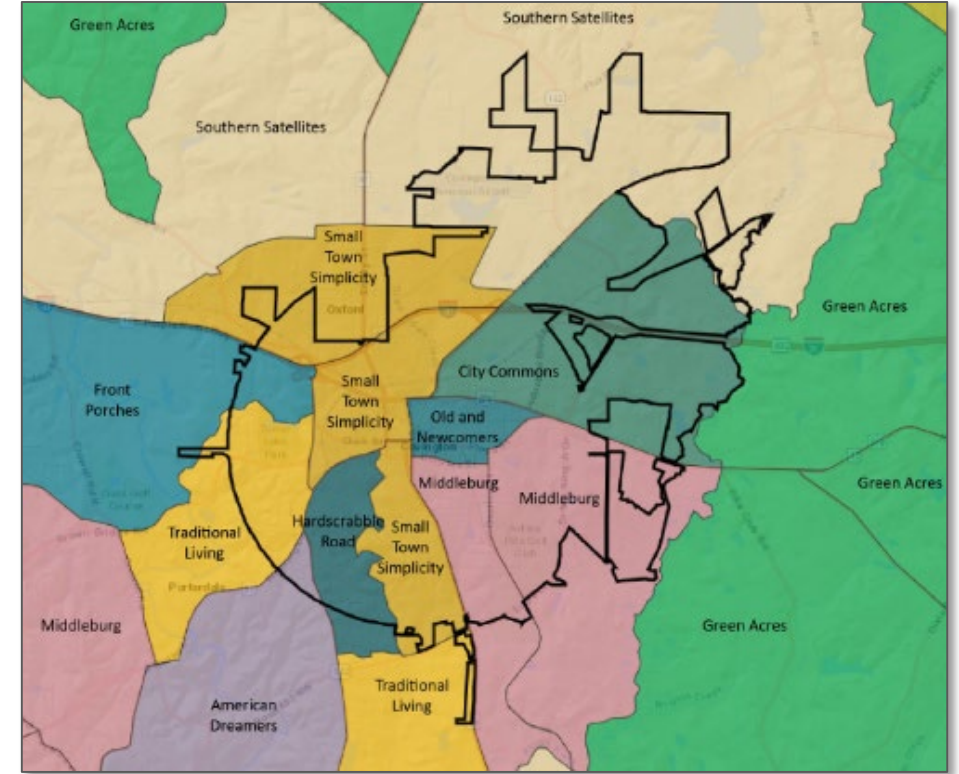 Southern Satellites
Green Acres
Southern Satellites
Small
Town
Simplicity
Oxford
Green Acres
Front
Porches
City Commons
Small
Town
Simplicity
Old and
Newcomers
Covington
Middleburg
Middleburg
Green Acres
Hardscrabble
Road
Traditional
Living
Small
Town
Simplicity
Porterdale
Middleburg
Green Acres
American
Dreamers
Traditional
Living